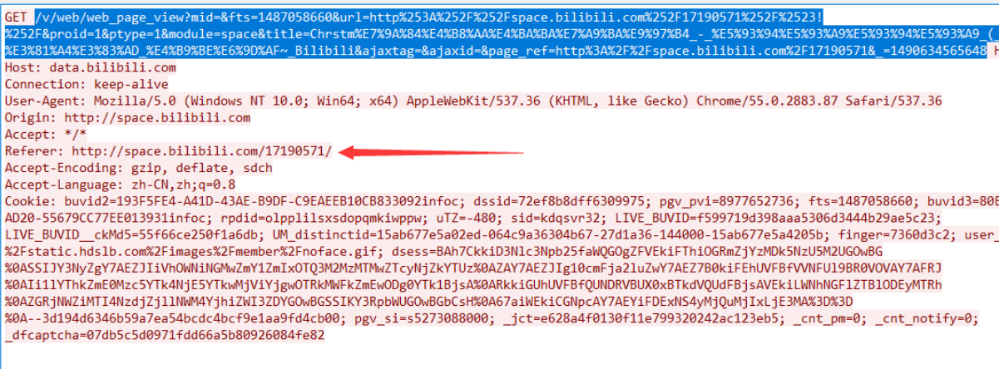 GET /v/web/web_page_view?mid=&fts=1487058660&url=http%253A%252F%252Fspace.bilibili.com%252F17190571%252F%2523!
%252F&proid=1&ptype=1&module=space&title=Chrstm%E7%9A%84%E4%B8%AA%E4%BA%BA%E7%A9%BA%E9%97%B4_-_%E5%93%94%E5%93%A9%E5%93%94%E5%93%A9_(_
%E3%81%A4%E3%83%AD_%E4%B9%BE%E6%9D%AF~_Bilibili&ajaxtag=&ajaxid=&page_ref=http%3A%2F%2Fspace.bilibili.com%2F17190571&_=1490634565648 H
Host: data.bilibili.com
Connection: keep-alive
User-Agent: Mozilla/5.0 (Windows NT 10.0; Win64; x64) AppleWebKit/537.36 (KHTML, like Gecko) Chrome/55.0.2883.87 Safari/537.36
Origin: http://space.bilibili.com
Accept: */*
Referer: http://space.bilibili.com/17190571/
Accept-Encoding: gzip, deflate, sdch
Accept-Language: zh-CN,zh;q=0.8
Cookie: buvid2=193F5FE4-A41D-43AE-B9DF-C9EAEEB10CB833092infoc; dssid=72ef8b8dff6309975; pgv_pvi=8977652736; fts=1487058660; buvid3=80E
AD20-55679CC77EE013931infoc; rpdid=olpplilsxsdopqmkiwppw; uTZ=-480; sid=kdqsvr32; LIVE_BUVID=f599719d398aaa5306d3444b29ae5c23;
LIVE_BUVID__ckMd5=55f66ce250f1a6db; UM_distinctid=15ab677e5a02ed-064c9a36304b67-27d1a36-144000-15ab677e5a4205b; finger=7360d3c2; user_
%2Fstatic.hdslb.com%2Fimages%2Fmember%2Fnoface.gif; dsess=BAh7CkkiD3Nlc3Npb25faWQGOgZFVEkiFThiOGRmZjYzMDk5NzU5M2UGOwBG
%0ASSIJY3NyZgY7AEZJIiVhOWNiNGMwZmY1ZmIxOTQ3M2MzMTMwZTcyNjZkYTUz%0AZAY7AEZJIg10cmFja2luZwY7AEZ7B0kiFEhUVFBfVVNFUl9BR0VOVAY7AFRJ
%0AIi1lYThkZmE0Mzc5YTk4NjE5YTkwMjViYjgwOTRkMWFkZmEwODg0YTk1BjsA%0ARkkiGUhUVFBfQUNDRVBUX0xBTkdVQUdFBjsAVEkiLWNhNGFlZTBlODEyMTRh
%0AZGRjNWZiMTI4NzdjZjllNWM4YjhiZWI3ZDYGOwBGSSIKY3RpbWUGOwBGbCsH%0A67aiWEkiCGNpcAY7AEYiFDExNS4yMjQuMjIxLjE3MA%3D%3D
%0A--3d194d6346b59a7ea54bcdc4bcf9e1aa9fd4cb00; pgv_si=s5273088000; _jct=e628a4f0130f11e799320242ac123eb5; _cnt_pm=0; _cnt_notify=0;
_dfcaptcha=07db5c5d0971fdd66a5b80926084fe82